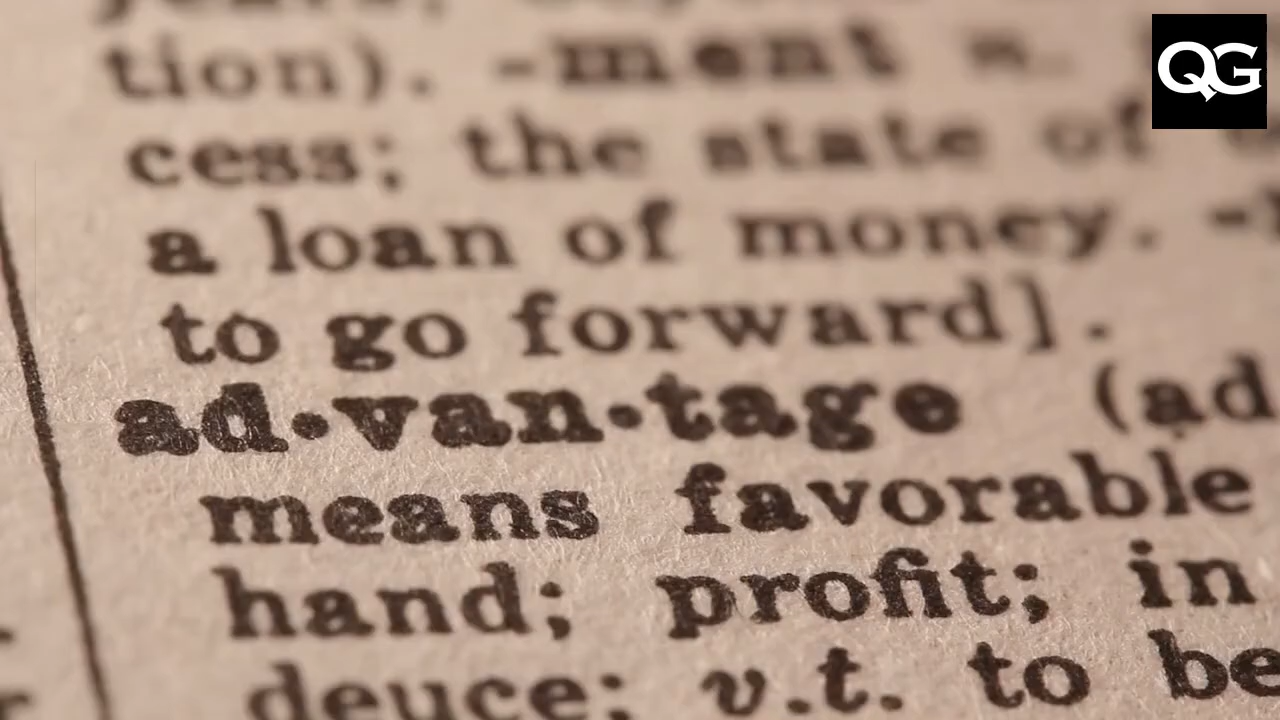 QG
tion). -ment n.
cess; the state of
a loan of money.
to go forward].
ad•van•tage (ad
means favorable
hand; profit; in
deuce; v.t. to be